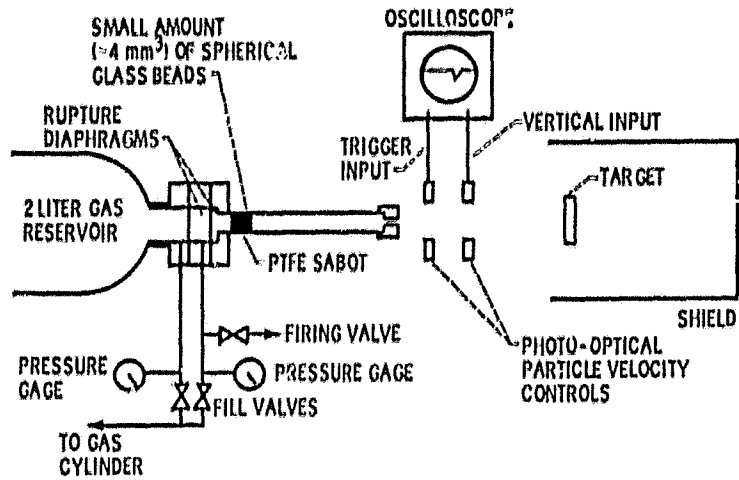 OSCILLOSCOPE
SMALL AMOUNT
(≈4 mm³) OF SPHERICAL
GLASS BEADS
RUPTURE
DIAPHRAGMS
TRIGGER
INPUT
VERTICAL INPUT
TARGET
2 LITER GAS
RESERVOIR
PTFE SABOT
SHIELD
FIRING VALVE
PHOTO-OPTICAL
PARTICLE VELOCITY
CONTROLS
PRESSURE
GAGE
PRESSURE GAGE
FILL VALVES
TO GAS
CYLINDER